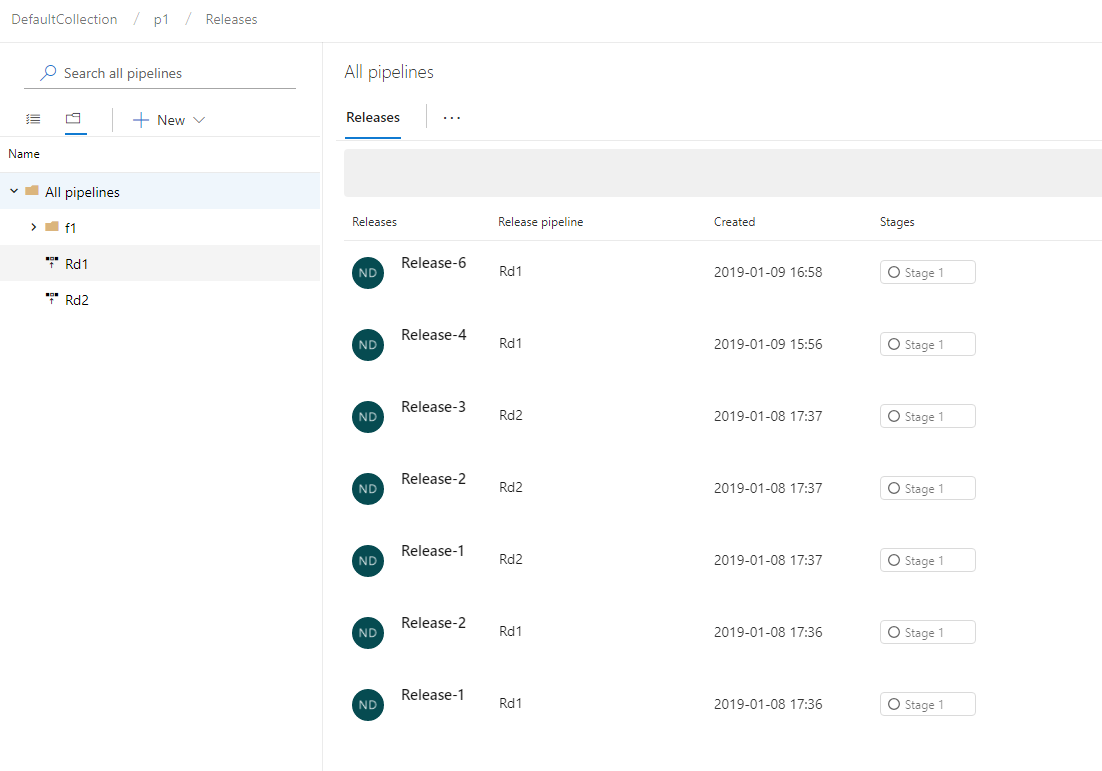 DefaultCollection / p1 / Releases
Search all pipelines
New
Name
All pipelines
f1
Rd1
Rd2
All pipelines
Releases ...
Releases Release pipeline Created Stages
ND Release-6 Rd1 2019-01-09 16:58 Stage 1
ND Release-4 Rd1 2019-01-09 15:56 Stage 1
ND Release-3 Rd2 2019-01-08 17:37 Stage 1
ND Release-2 Rd2 2019-01-08 17:37 Stage 1
ND Release-1 Rd2 2019-01-08 17:37 Stage 1
ND Release-2 Rd1 2019-01-08 17:36 Stage 1
ND Release-1 Rd1 2019-01-08 17:36 Stage 1